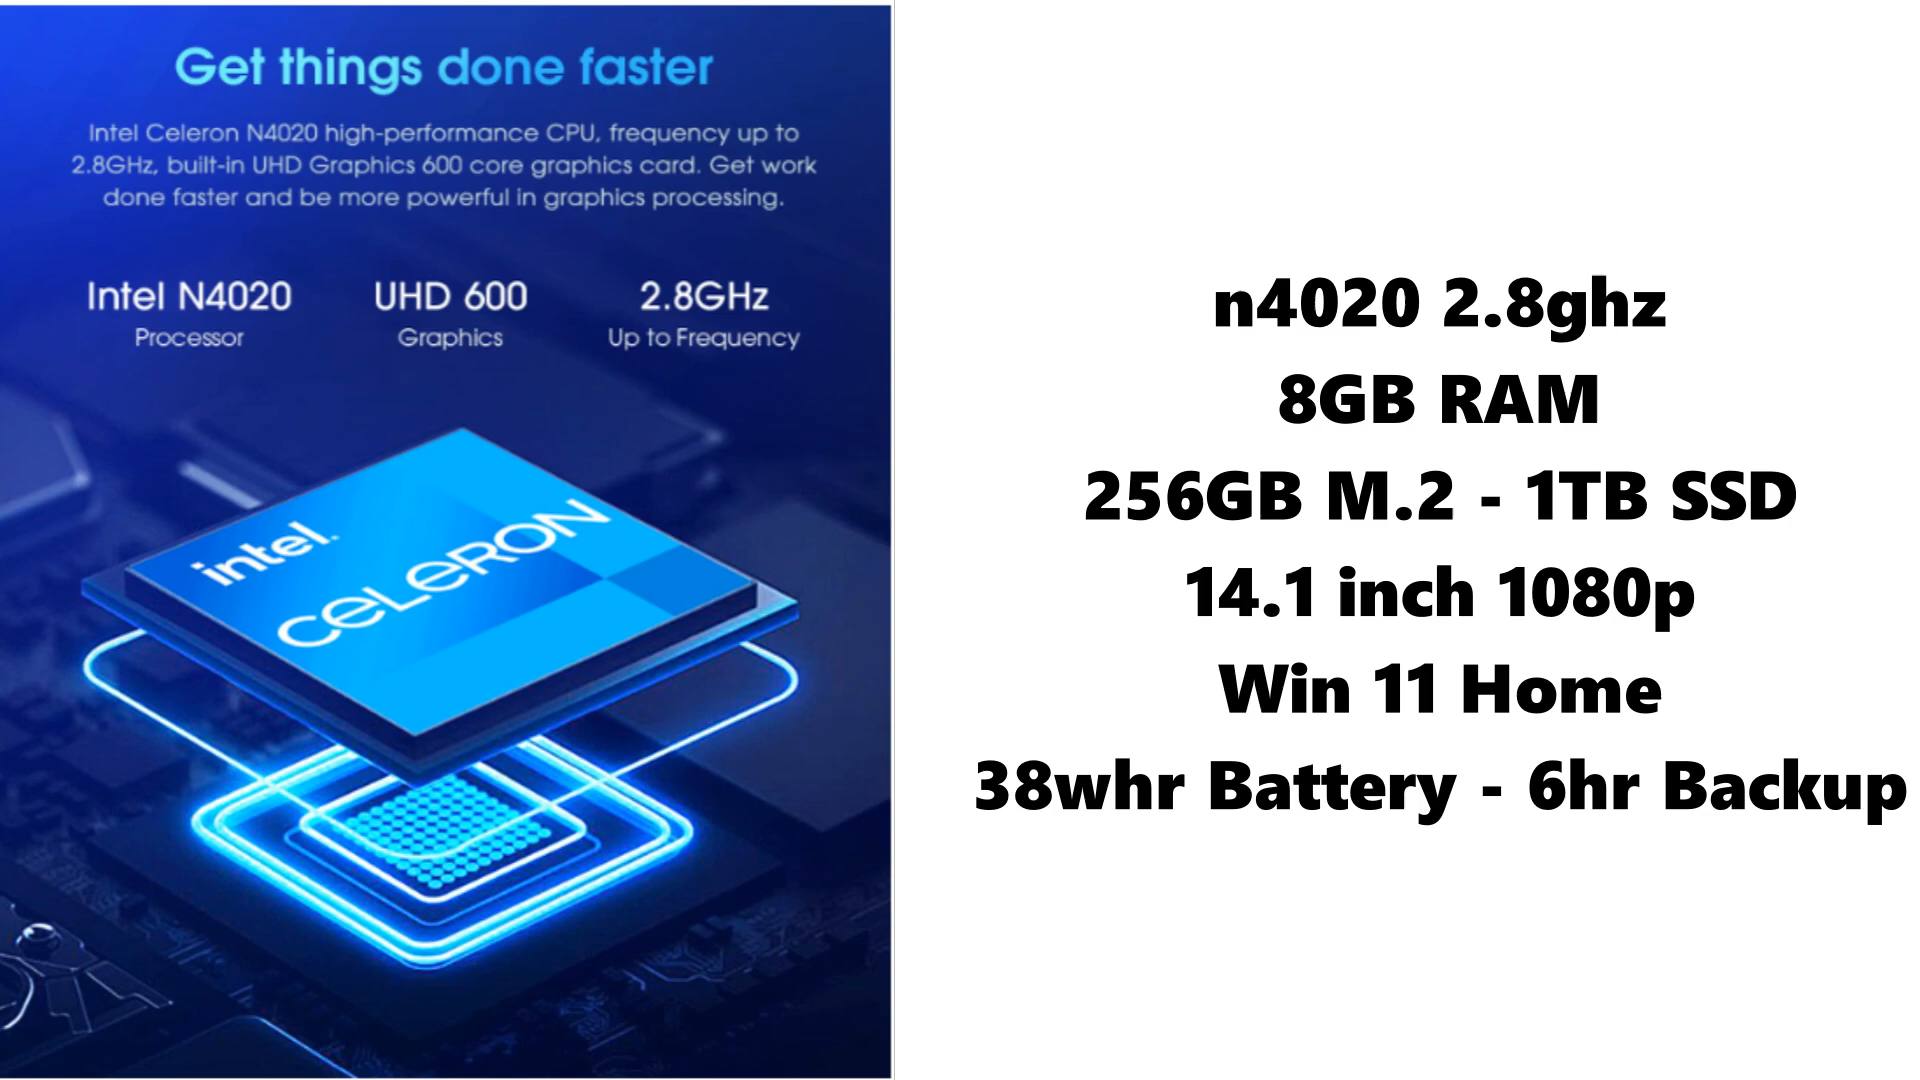 Get things done faster
Intel Celeron N4020 high-performance CPU, frequency up to
2.8GHz, built-in UHD Graphics 600 core graphics card. Get work
done faster and be more powerful in graphics processing.
Intel N4020
Processor
UHD 600
Graphics
2.8GHz
Up to Frequency
intel.
CELERON
n4020 2.8ghz
8GB RAM
256GB M.2 - 1TB SSD
14.1 inch 1080p
Win 11 Home
38whr Battery - 6hr Backup